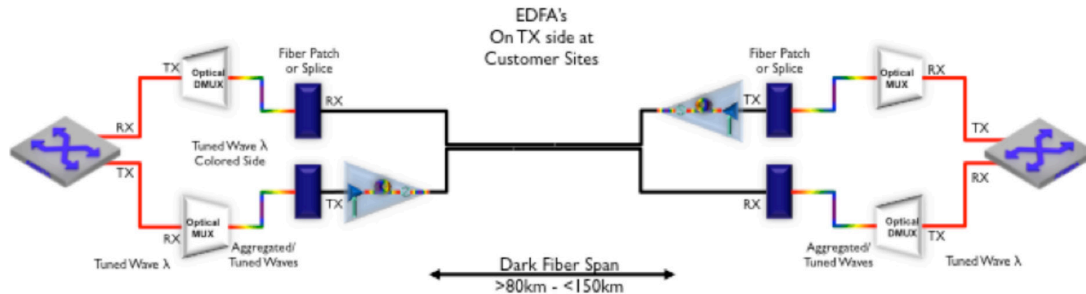 EDFA's
On TX side at
Customer Sites
Fiber Patch
or Splice
Fiber Patch
or Splice
TX
Optical
DMUX
RX
RX
TX
Optical
MUX
RX
TX
Tuned Wave λ
Colored Side
TX
RX
TX
RX
Optical
MUX
RX
Optical
DMUX
TX
Aggregated/
Tuned Waves
Tuned Wave λ
Dark Fiber Span
>80km - <150km
Aggregated/
Tuned Waves
Tuned Wave λ